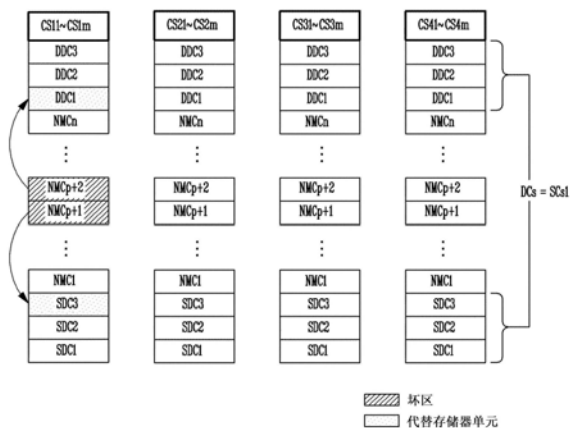 CS11~CS1m CS21~CS2m CS31~CS3m CS41~CS4m
DDC3 DDC3 DDC3 DDC3
DDC2 DDC2 DDC2 DDC2
DDC1 DDC1 DDC1 DDC1
NMCn NMCn NMCn NMCn
NMCp+2 NMCp+2 NMCp+2 NMCp+2
DCs = SCs1
NMCp+1 NMCp+1 NMCp+1 NMCp+1
NMC1 NMC1 NMC1 NMC1
SDC3 SDC3 SDC3 SDC3
SDC2 SDC2 SDC2 SDC2
SDC1 SDC1 SDC1 SDC1
坏区
代替存储器单元